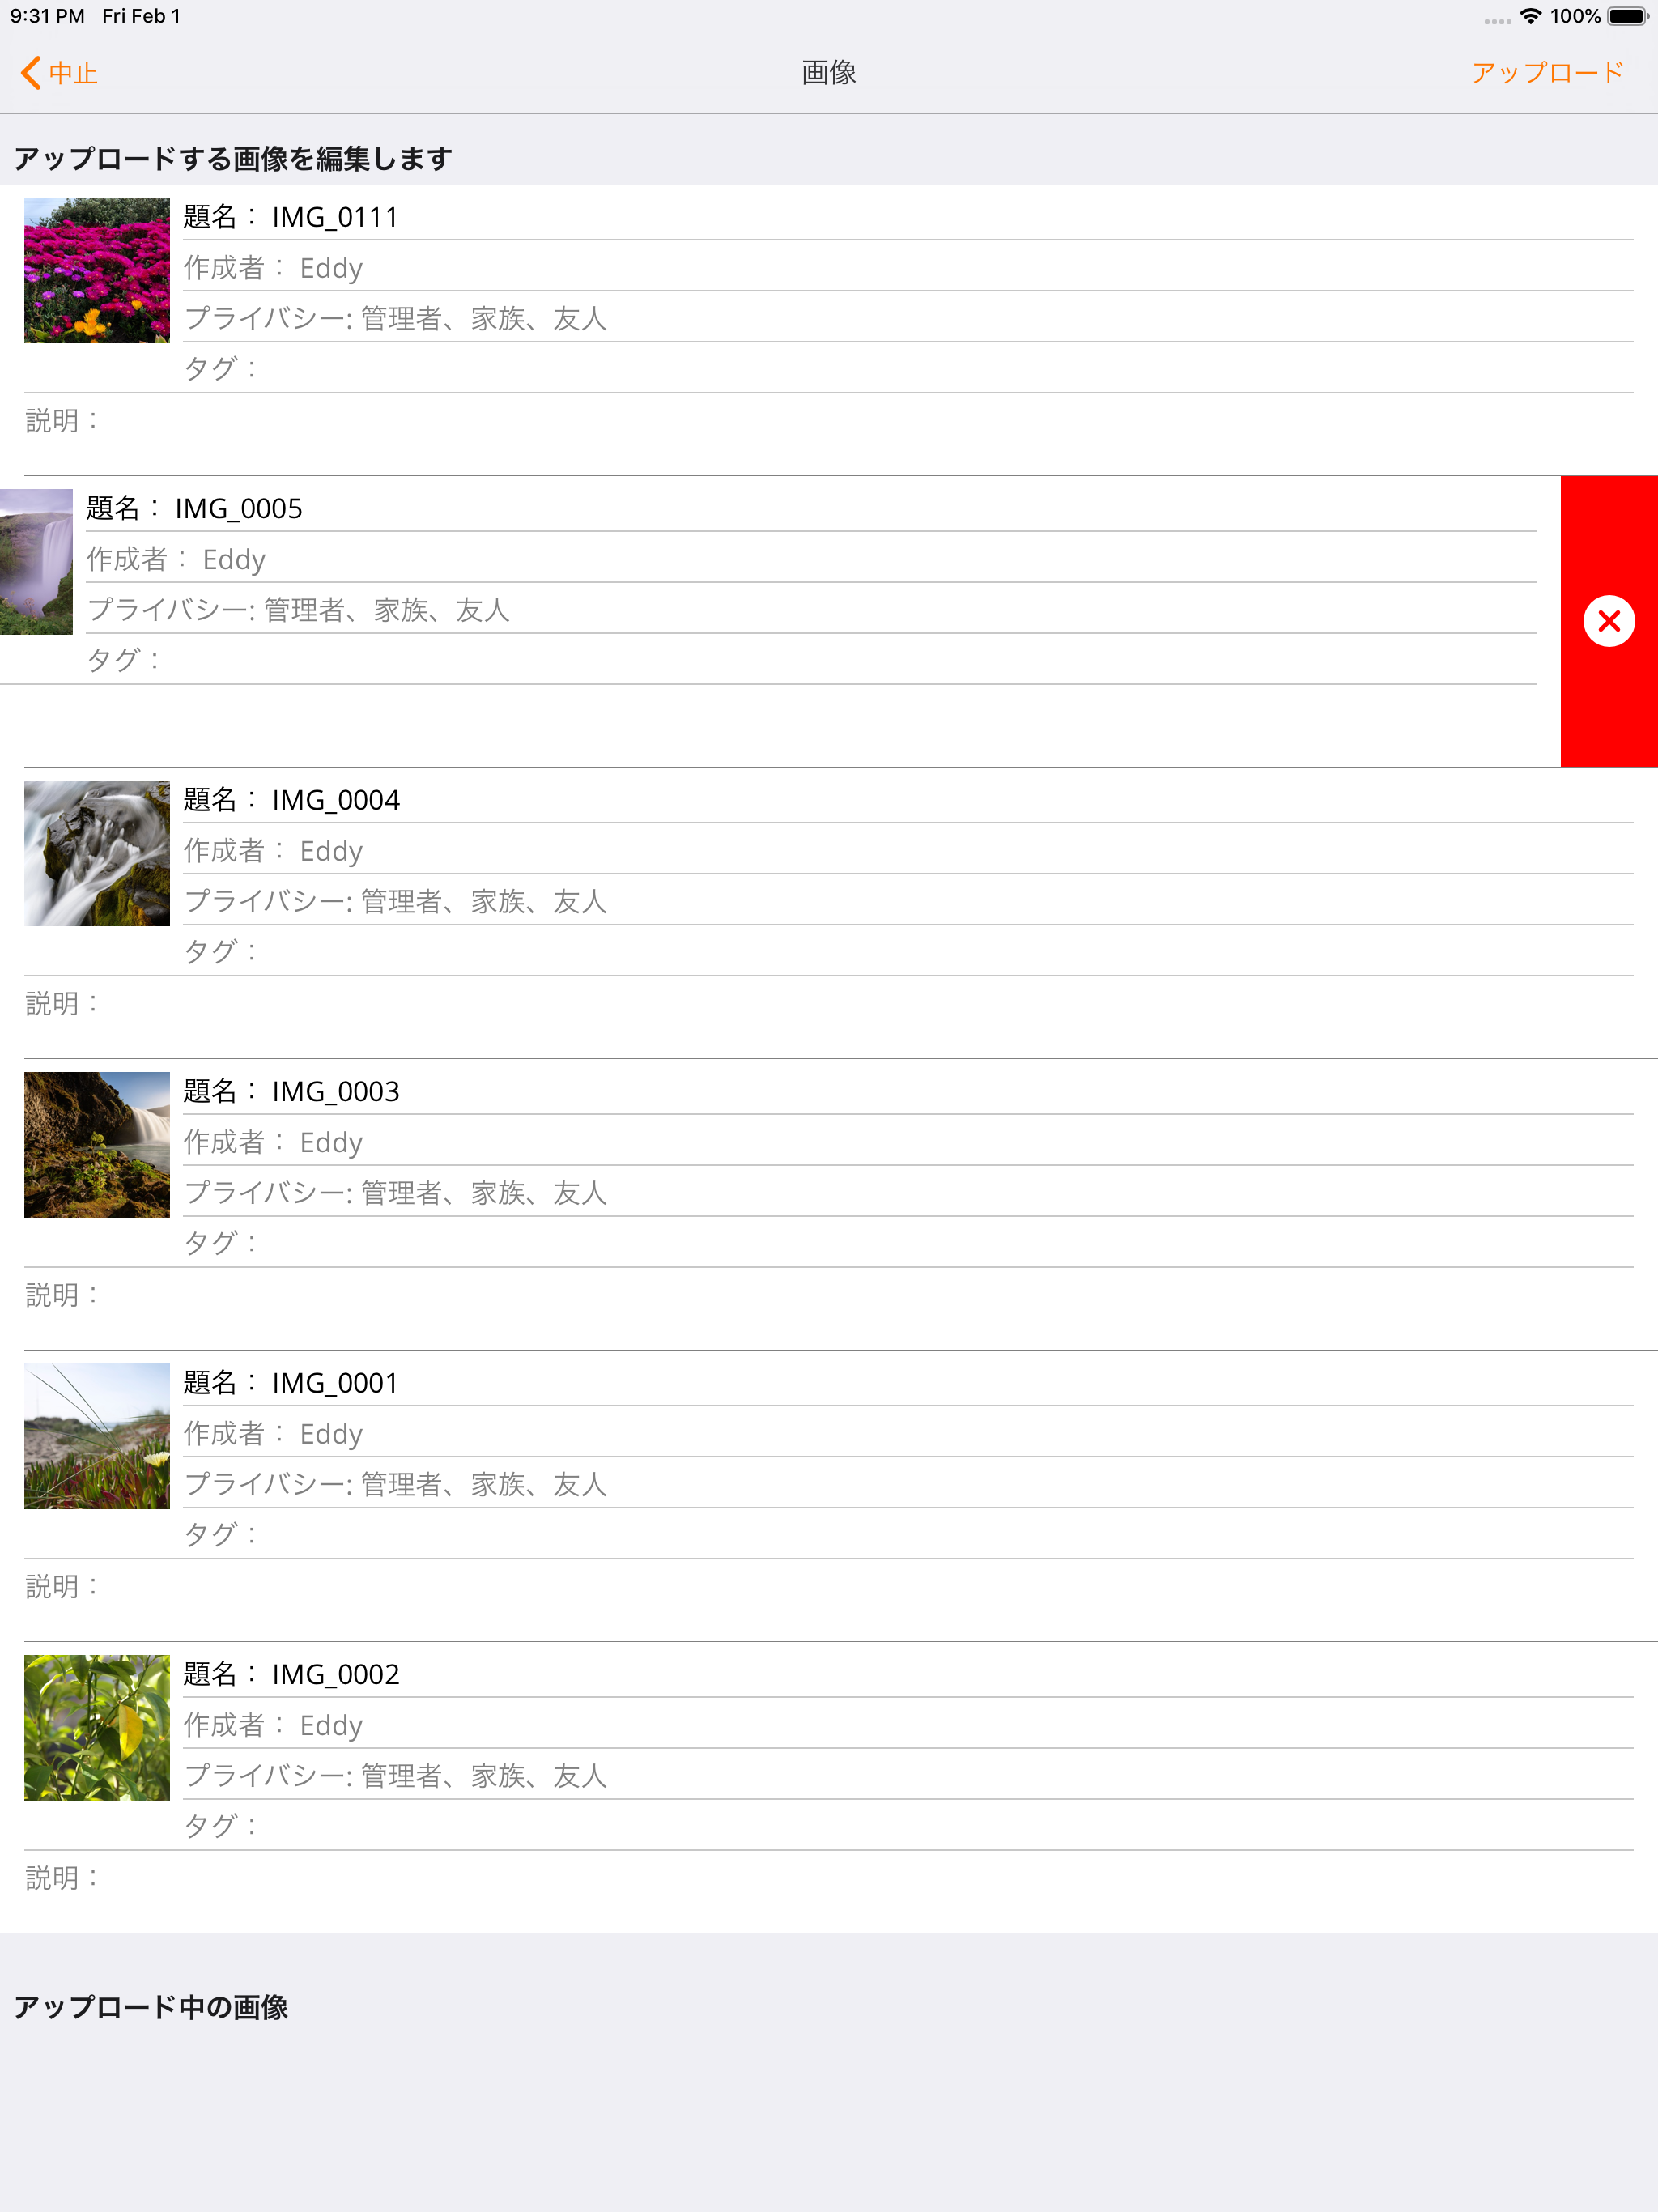 9:31 PM Fri Feb 1 100%
中止 画像 アップロード
アップロードする画像を編集します
題名： IMG_0111
作成者： Eddy
プライバシー: 管理者、家族、友人
タグ：
説明：
題名： IMG_0005
作成者： Eddy
プライバシー: 管理者、家族、友人
タグ：
題名： IMG_0004
作成者： Eddy
プライバシー: 管理者、家族、友人
タグ：
説明：
題名： IMG_0003
作成者： Eddy
プライバシー: 管理者、家族、友人
タグ：
説明：
題名： IMG_0001
作成者： Eddy
プライバシー: 管理者、家族、友人
タグ：
説明：
題名： IMG_0002
作成者： Eddy
プライバシー: 管理者、家族、友人
タグ：
説明：
アップロード中の画像